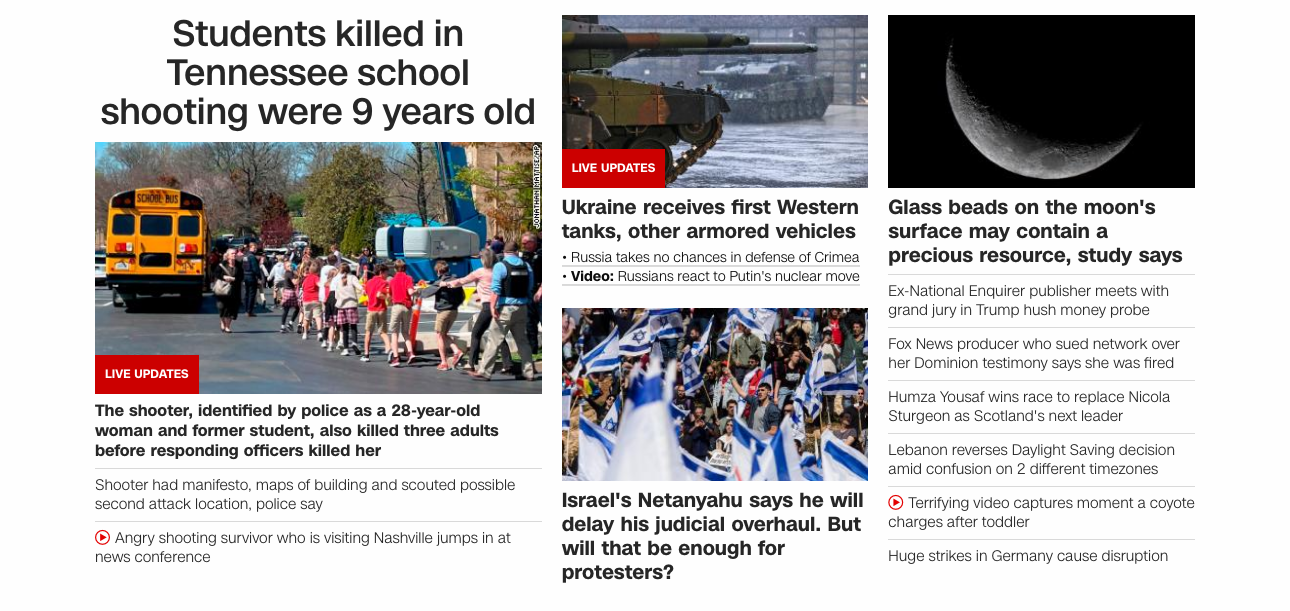 Students killed in
Tennessee school
shooting were 9 years old
SCHOOL BUS
JONATHAN MATTISE/AP
LIVE UPDATES
The shooter, identified by police as a 28-year-old
woman and former student, also killed three adults
before responding officers killed her
Shooter had manifesto, maps of building and scouted possible
second attack location, police say
Angry shooting survivor who is visiting Nashville jumps in at
news conference
LIVE UPDATES
Ukraine receives first Western
tanks, other armored vehicles
• Russia takes no chances in defense of Crimea
• Video: Russians react to Putin's nuclear move
Israel's Netanyahu says he will
delay his judicial overhaul. But
will that be enough for
protesters?
Glass beads on the moon's
surface may contain a
precious resource, study says
Ex-National Enquirer publisher meets with
grand jury in Trump hush money probe
Fox News producer who sued network over
her Dominion testimony says she was fired
Humza Yousaf wins race to replace Nicola
Sturgeon as Scotland's next leader
Lebanon reverses Daylight Saving decision
amid confusion on 2 different timezones
Terrifying video captures moment a coyote
charges after toddler
Huge strikes in Germany cause disruption